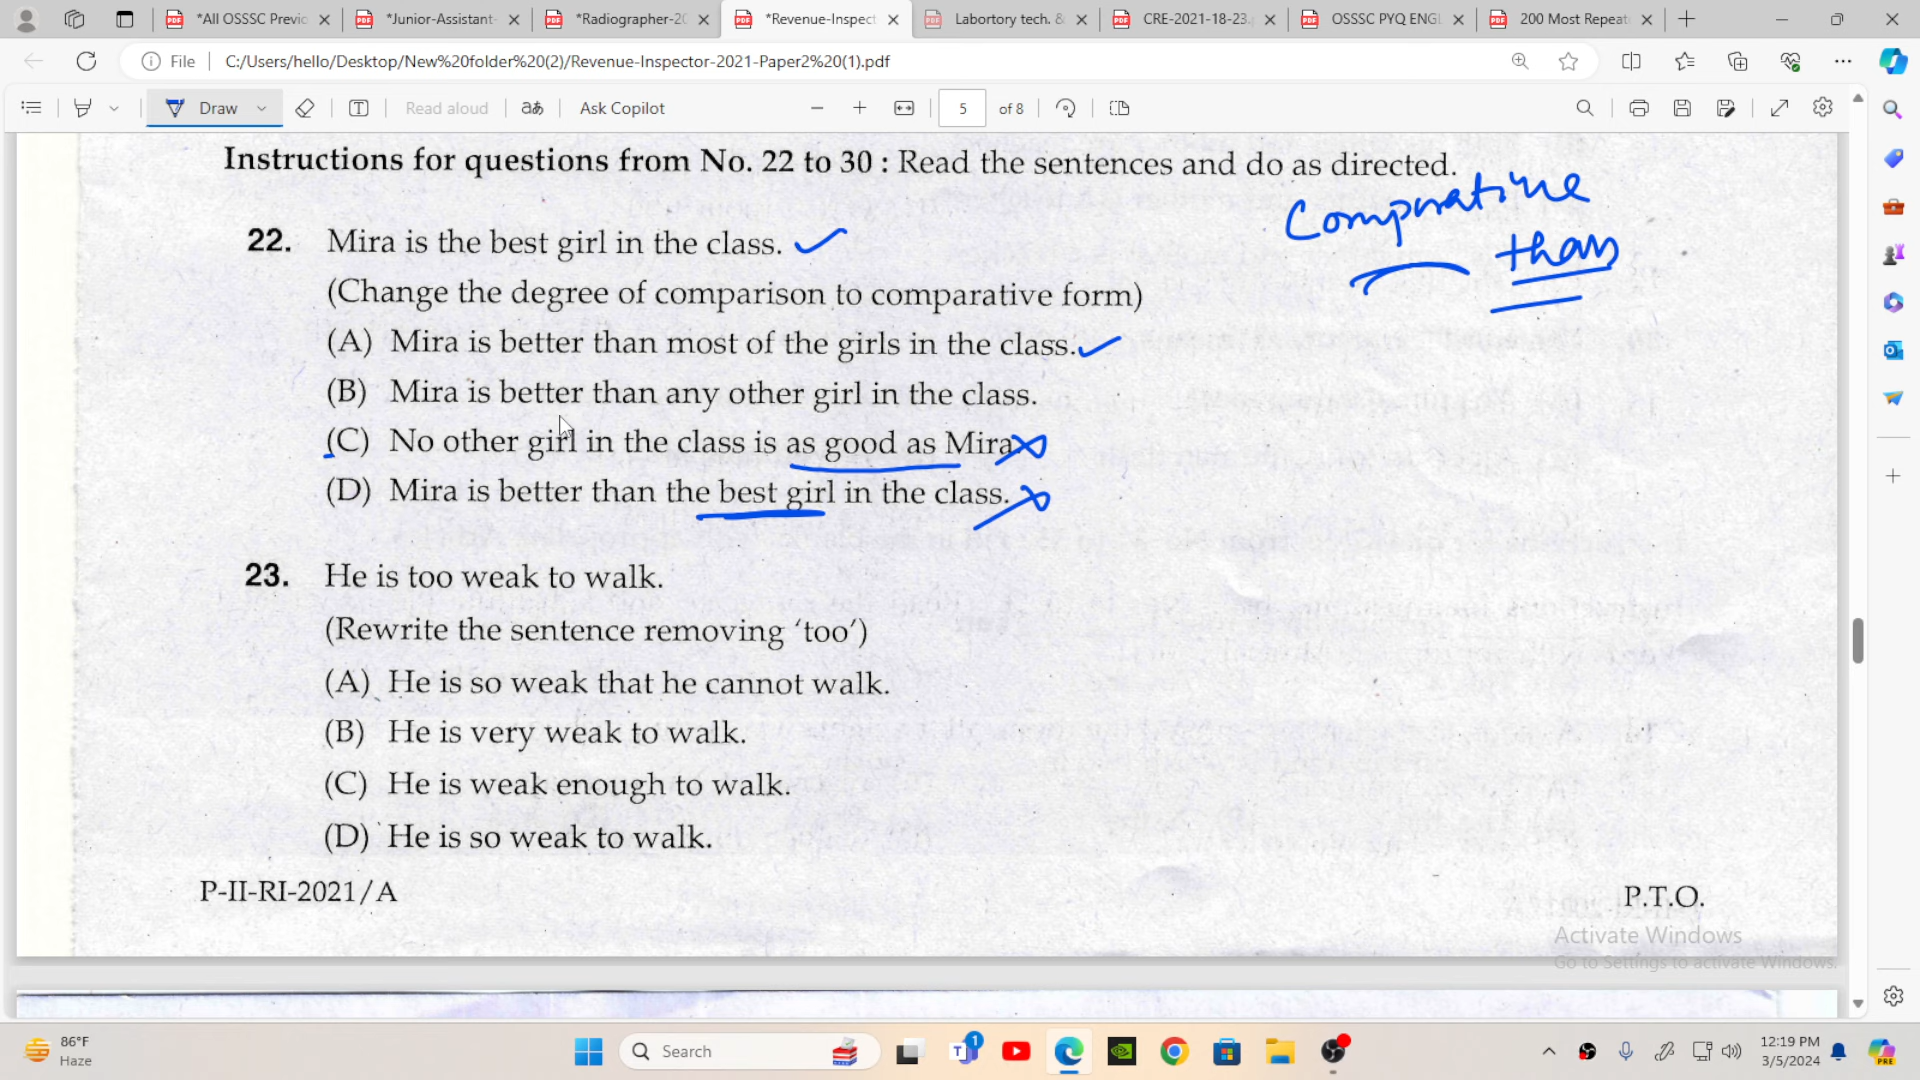 *All OSSSC Previo
*Junior-Assistant-
*Radiographer-20
*Revenue-Inspect
Labortory tech. &
CRE-2021-18-23.
OSSSC PYQ ENGL
200 Most Repeat
File
C:/Users/hello/Desktop/New%20folder%20(2)/Revenue-Inspector-2021-Paper2%20(1).pdf
Draw
Read aloud
aあ
Ask Copilot
5
of 8
Instructions for questions from No. 22 to 30 : Read the sentences and do as directed.
Comparative
than
22. Mira is the best girl in the class.
(Change the degree of comparison to comparative form)
(A) Mira is better than most of the girls in the class.
(B) Mira is better than any other girl in the class.
(C) No other girl in the class is as good as Mira
(D) Mira is better than the best girl in the class.
23. He is too weak to walk.
(Rewrite the sentence removing ‘too’)
(A) He is so weak that he cannot walk.
(B) He is very weak to walk.
(C) He is weak enough to walk.
(D) He is so weak to walk.
P-II-RI-2021/A
P.T.O.
Activate Windows
Go to Settings to activate Windows.
86°F
Haze
Search
1
12:19 PM
3/5/2024
PRE